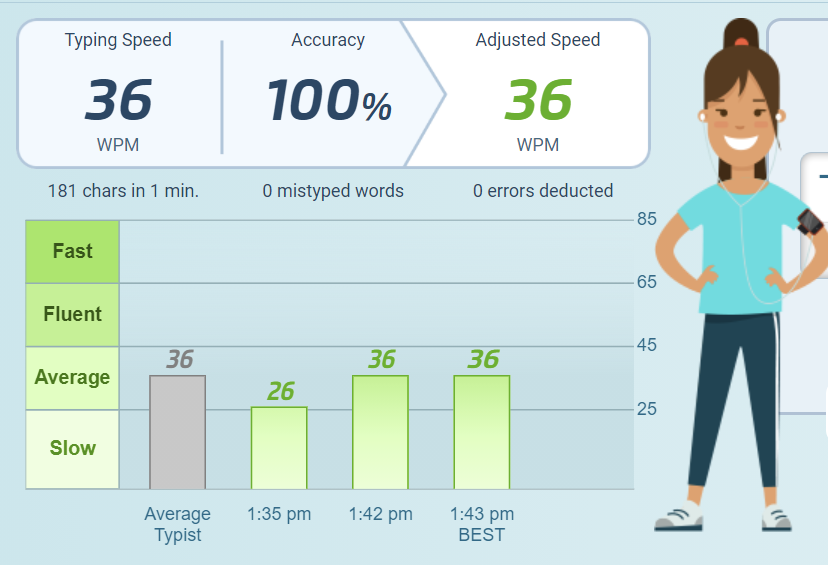 Typing Speed
Accuracy
Adjusted Speed
36
100%
36
WPM
WPM
181 chars in 1 min.
0 mistyped words
0 errors deducted
85
Fast
65
Fluent
45
36
26
36
36
Average
25
Slow
Average
Typist
1:35 pm
1:42 pm
1:43 pm
BEST